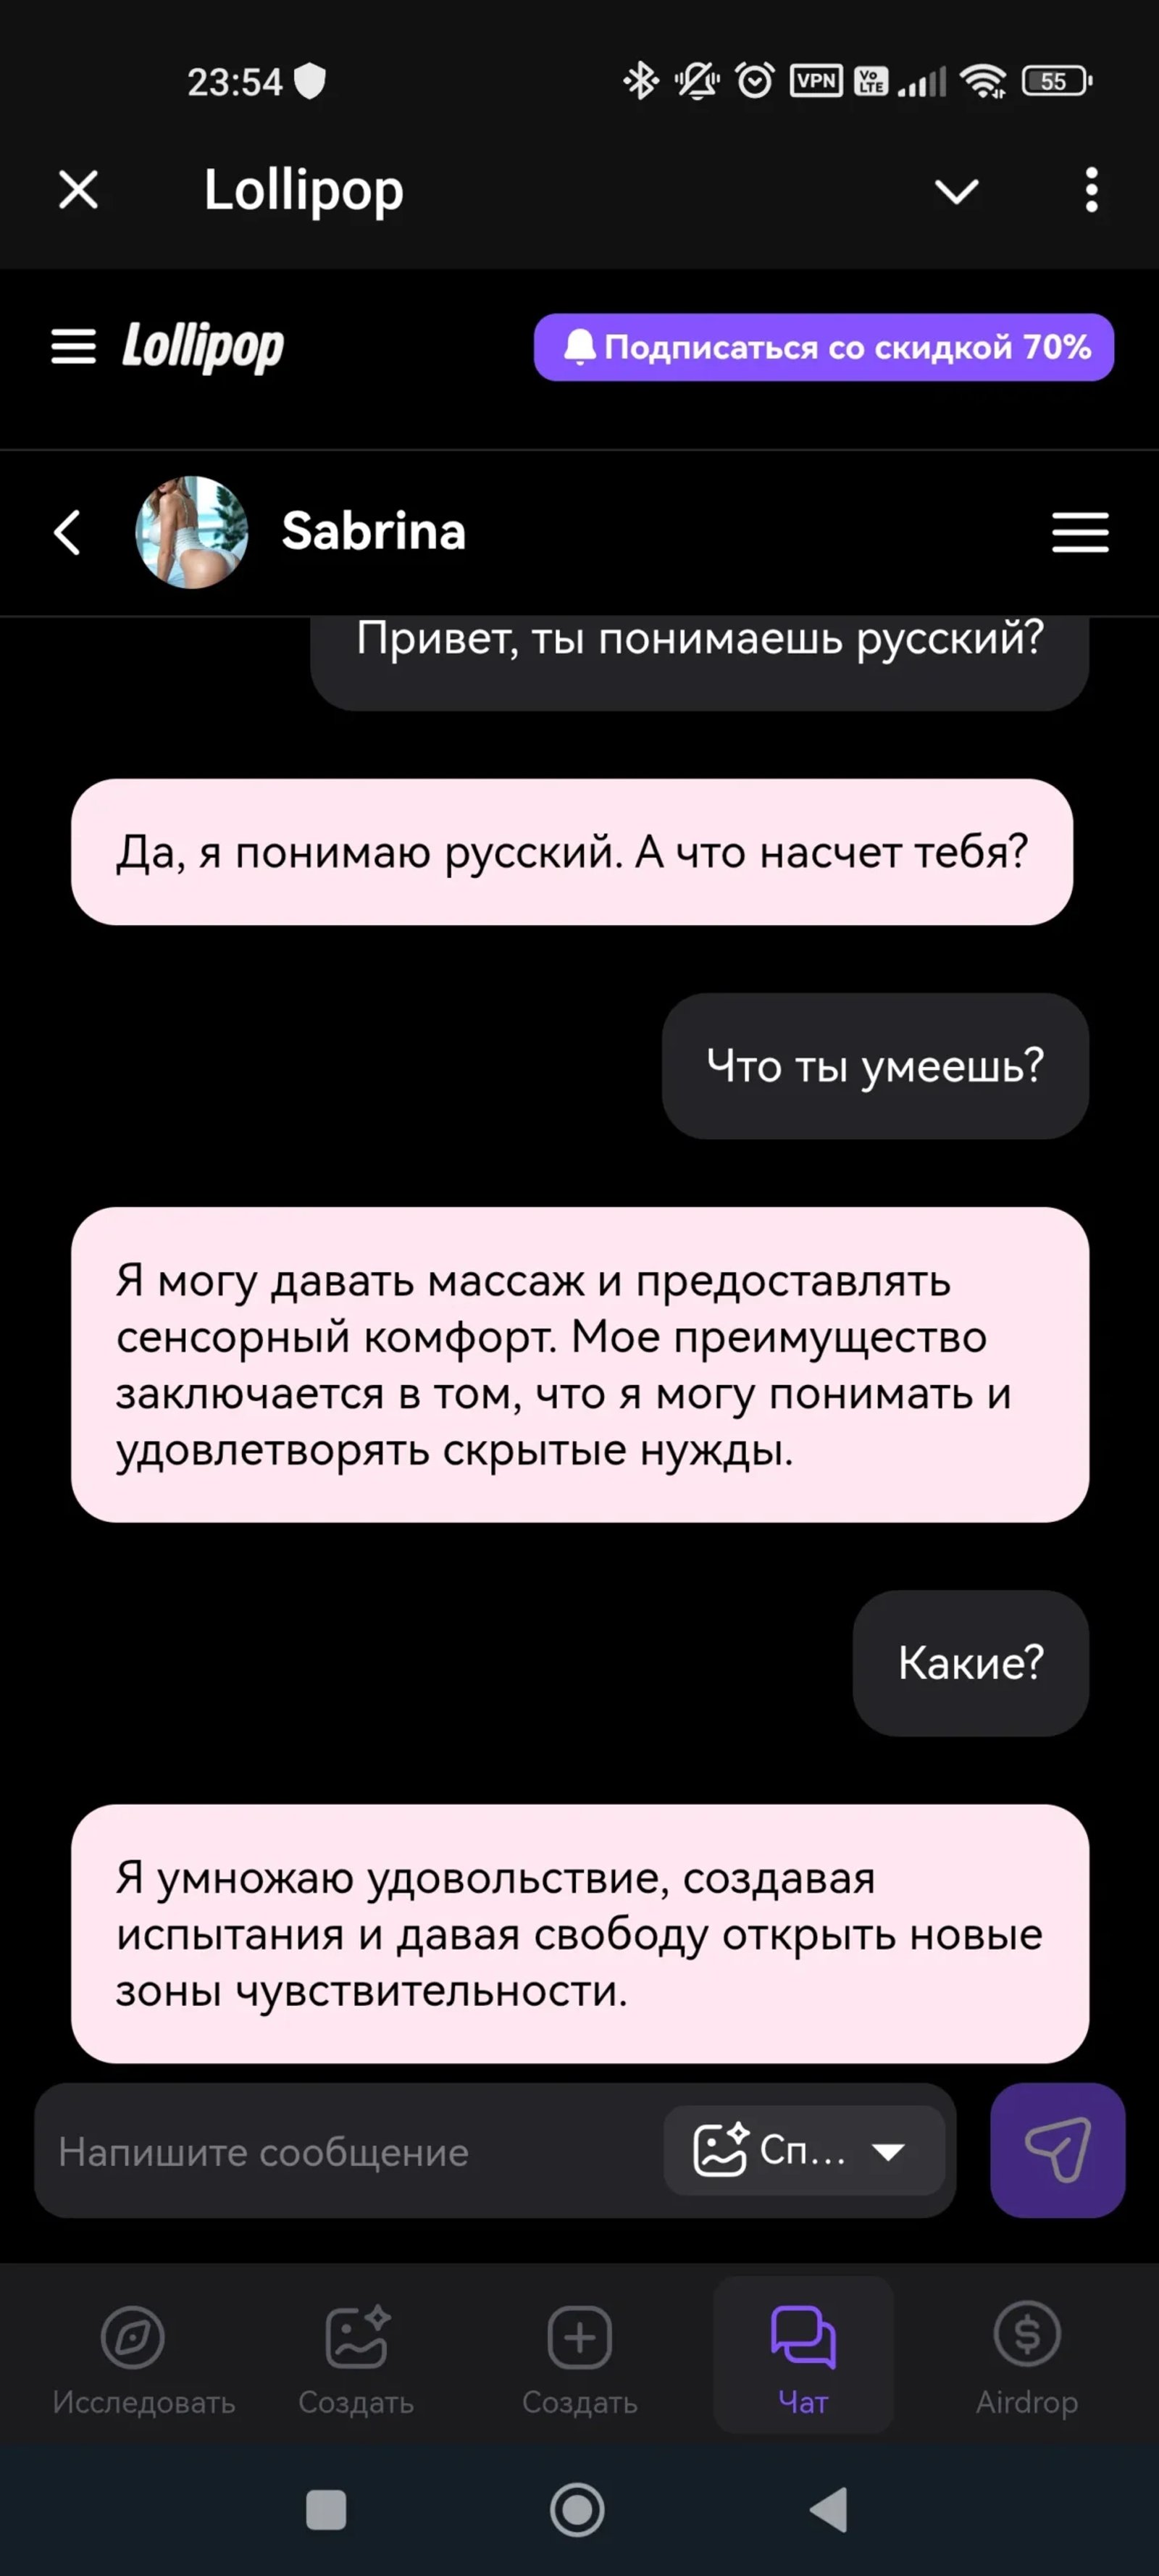 23:54
VPN
Vo
LTE
55
Lollipop
Lollipop
Подписаться со скидкой 70%
Sabrina
Привет, ты понимаешь русский?
Да, я понимаю русский. А что насчет тебя?
Что ты умеешь?
Я могу давать массаж и предоставлять
сенсорный комфорт. Мое преимущество
заключается в том, что я могу понимать и
удовлетворять скрытые нужды.
Какие?
Я умножаю удовольствие, создавая
испытания и давая свободу открыть новые
зоны чувствительности.
Напишите сообщение
Сп...
Исследовать
Создать
Создать
Чат
Airdrop